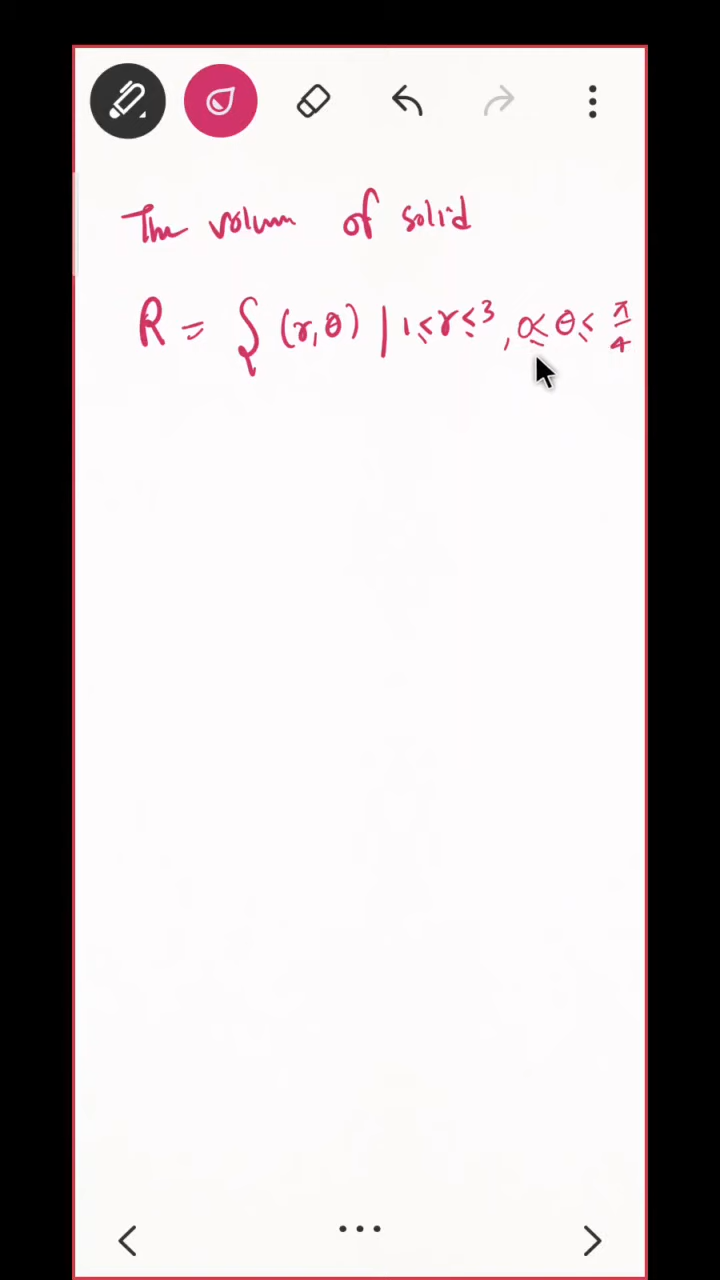 The volum of solid
R = { (r, θ) | 1 ≤ r ≤ 3, 0 ≤ θ ≤ π/4